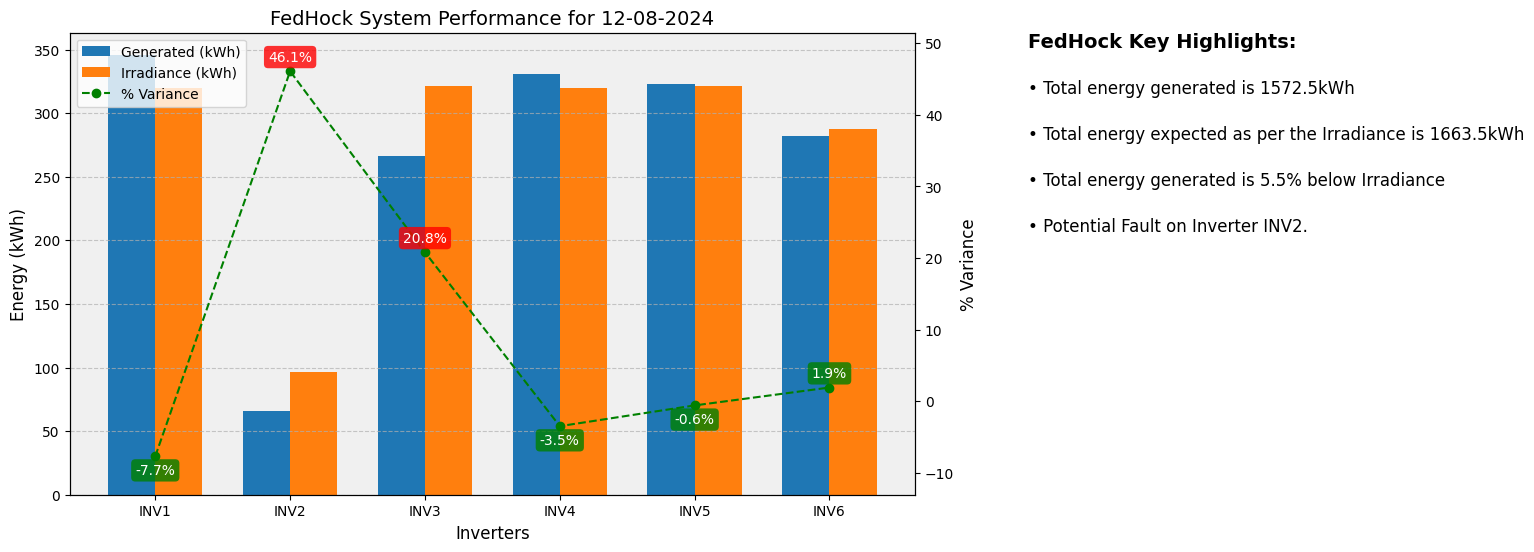 FedHock System Performance for 12-08-2024
Generated (kWh)
Irradiance (kWh)
% Variance
Energy (kWh)
350
300
250
200
150
100
50
0
46.1%
20.8%
-7.7%
-3.5%
-0.6%
1.9%
50
40
30
20
10
0
−10
% Variance
INV1 INV2 INV3 INV4 INV5 INV6
Inverters
FedHock Key Highlights:
• Total energy generated is 1572.5kWh
• Total energy expected as per the Irradiance is 1663.5kWh
• Total energy generated is 5.5% below Irradiance
• Potential Fault on Inverter INV2.